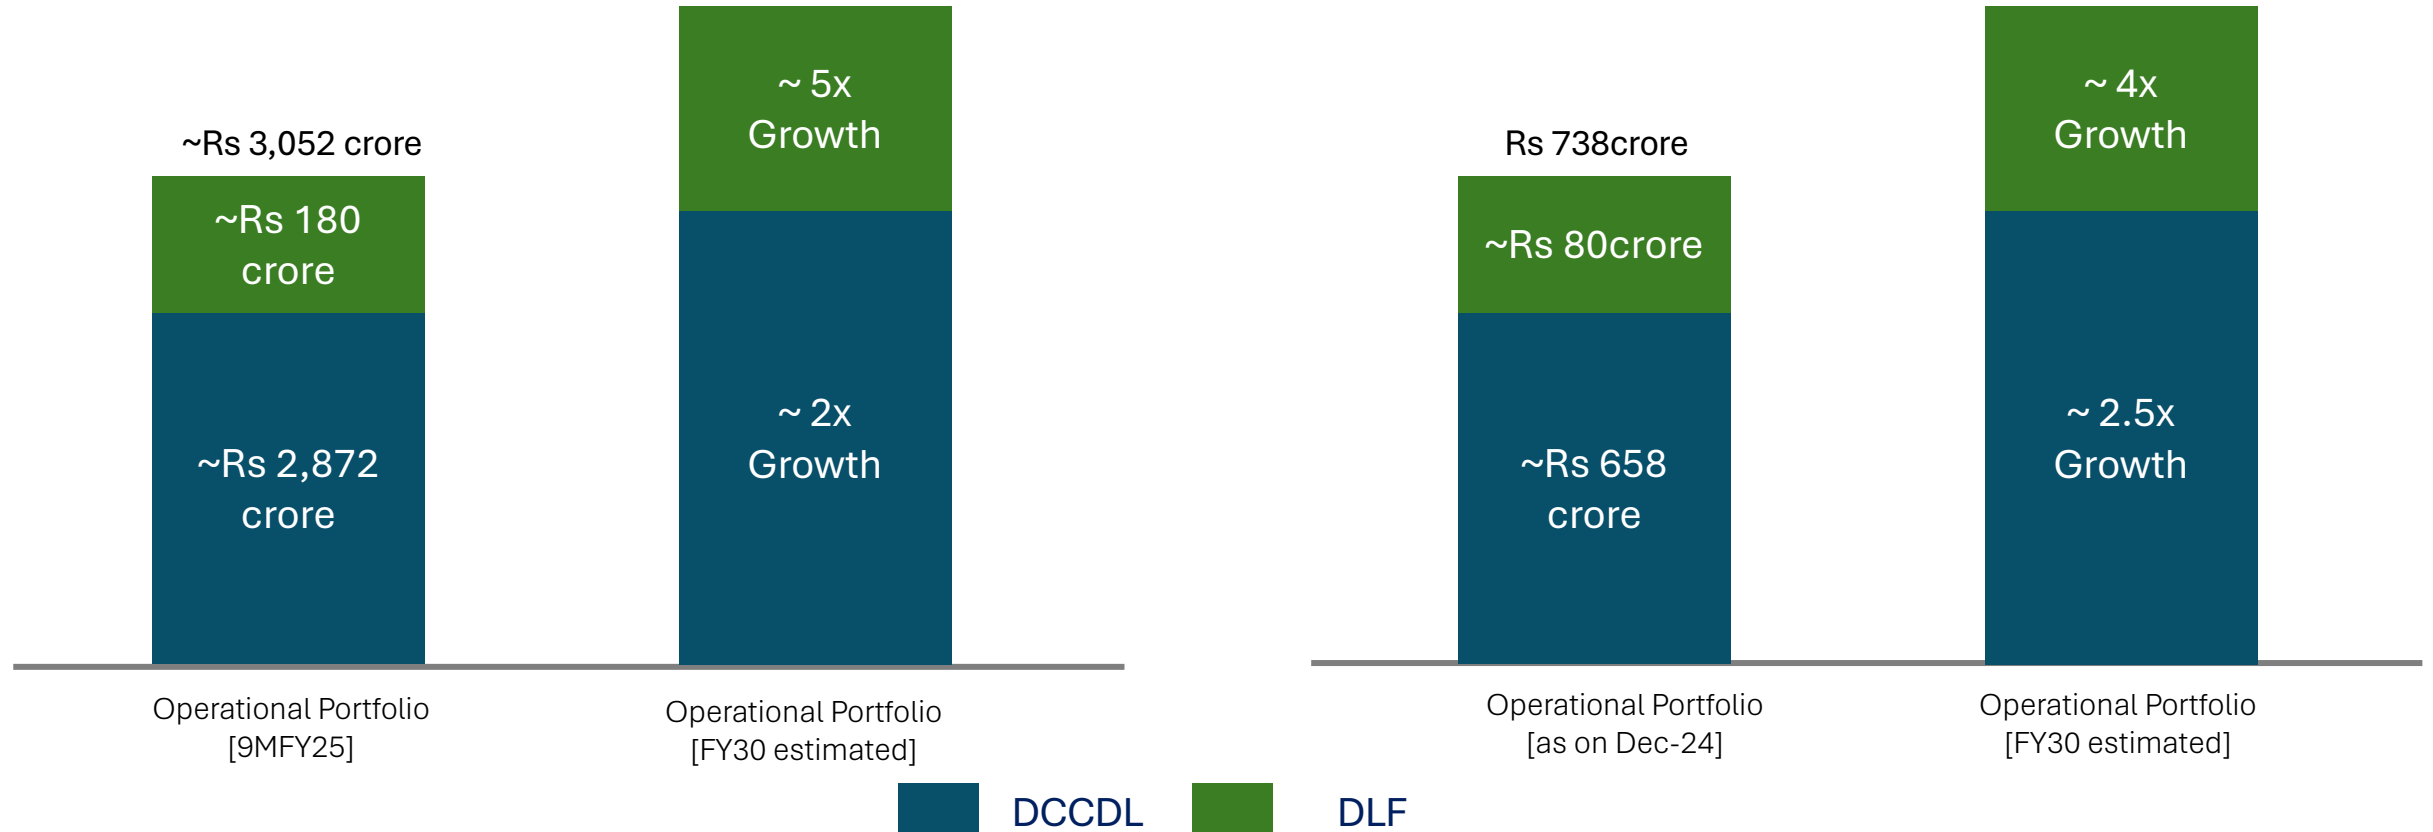 ~Rs 3,052 crore
~Rs 180
crore
~Rs 2,872
crore
~ 5x
Growth
~ 2x
Growth
Operational Portfolio
[9MFY25]
Operational Portfolio
[FY30 estimated]
Rs 738crore
~Rs 80crore
~Rs 658
crore
~ 4x
Growth
~ 2.5x
Growth
Operational Portfolio
[as on Dec-24]
Operational Portfolio
[FY30 estimated]
DCCDL
DLF